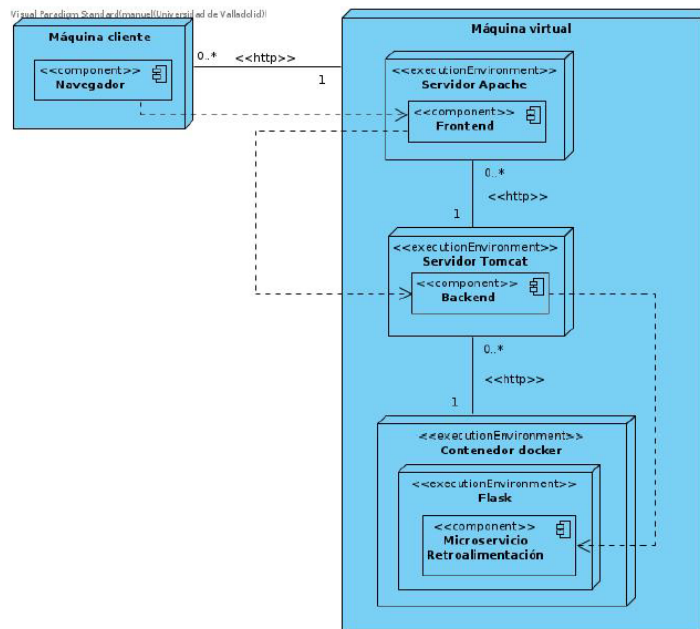 Visual Paradigm Standard(manuel(Universidad de Valladolid))
Máquina cliente
<<component>>
Navegador
0..*
<<http>>
1
Máquina virtual
<<executionEnvironment>>
Servidor Apache
<<component>>
Frontend
0..*
<<http>>
1
<<executionEnvironment>>
Servidor Tomcat
<<component>>
Backend
0..*
<<http>>
1
<<executionEnvironment>>
Contenedor docker
<<executionEnvironment>>
Flask
<<component>>
Microservicio
Retroalimentación